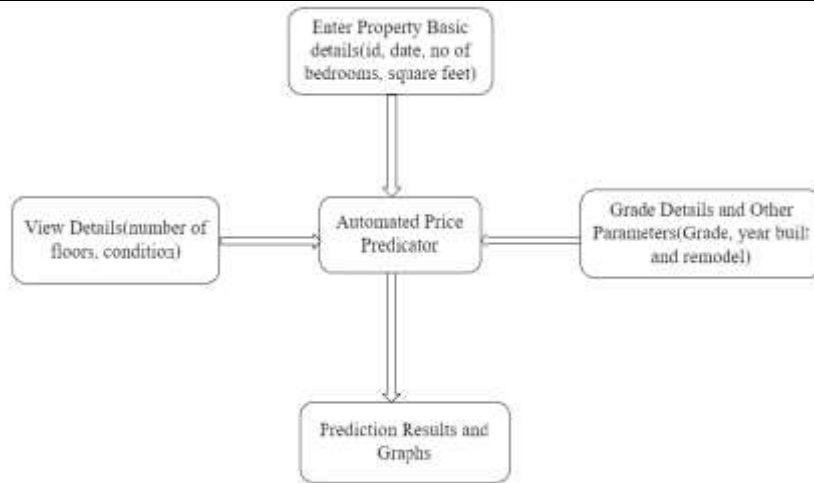 Enter Property Basic
details(id, date, no of
bedrooms, square feet)
View Details(number of
floors, condition)
Automated Price
Predicator
Grade Details and Other
Parameters(Grade, year built
and remodel)
Prediction Results and
Graphs